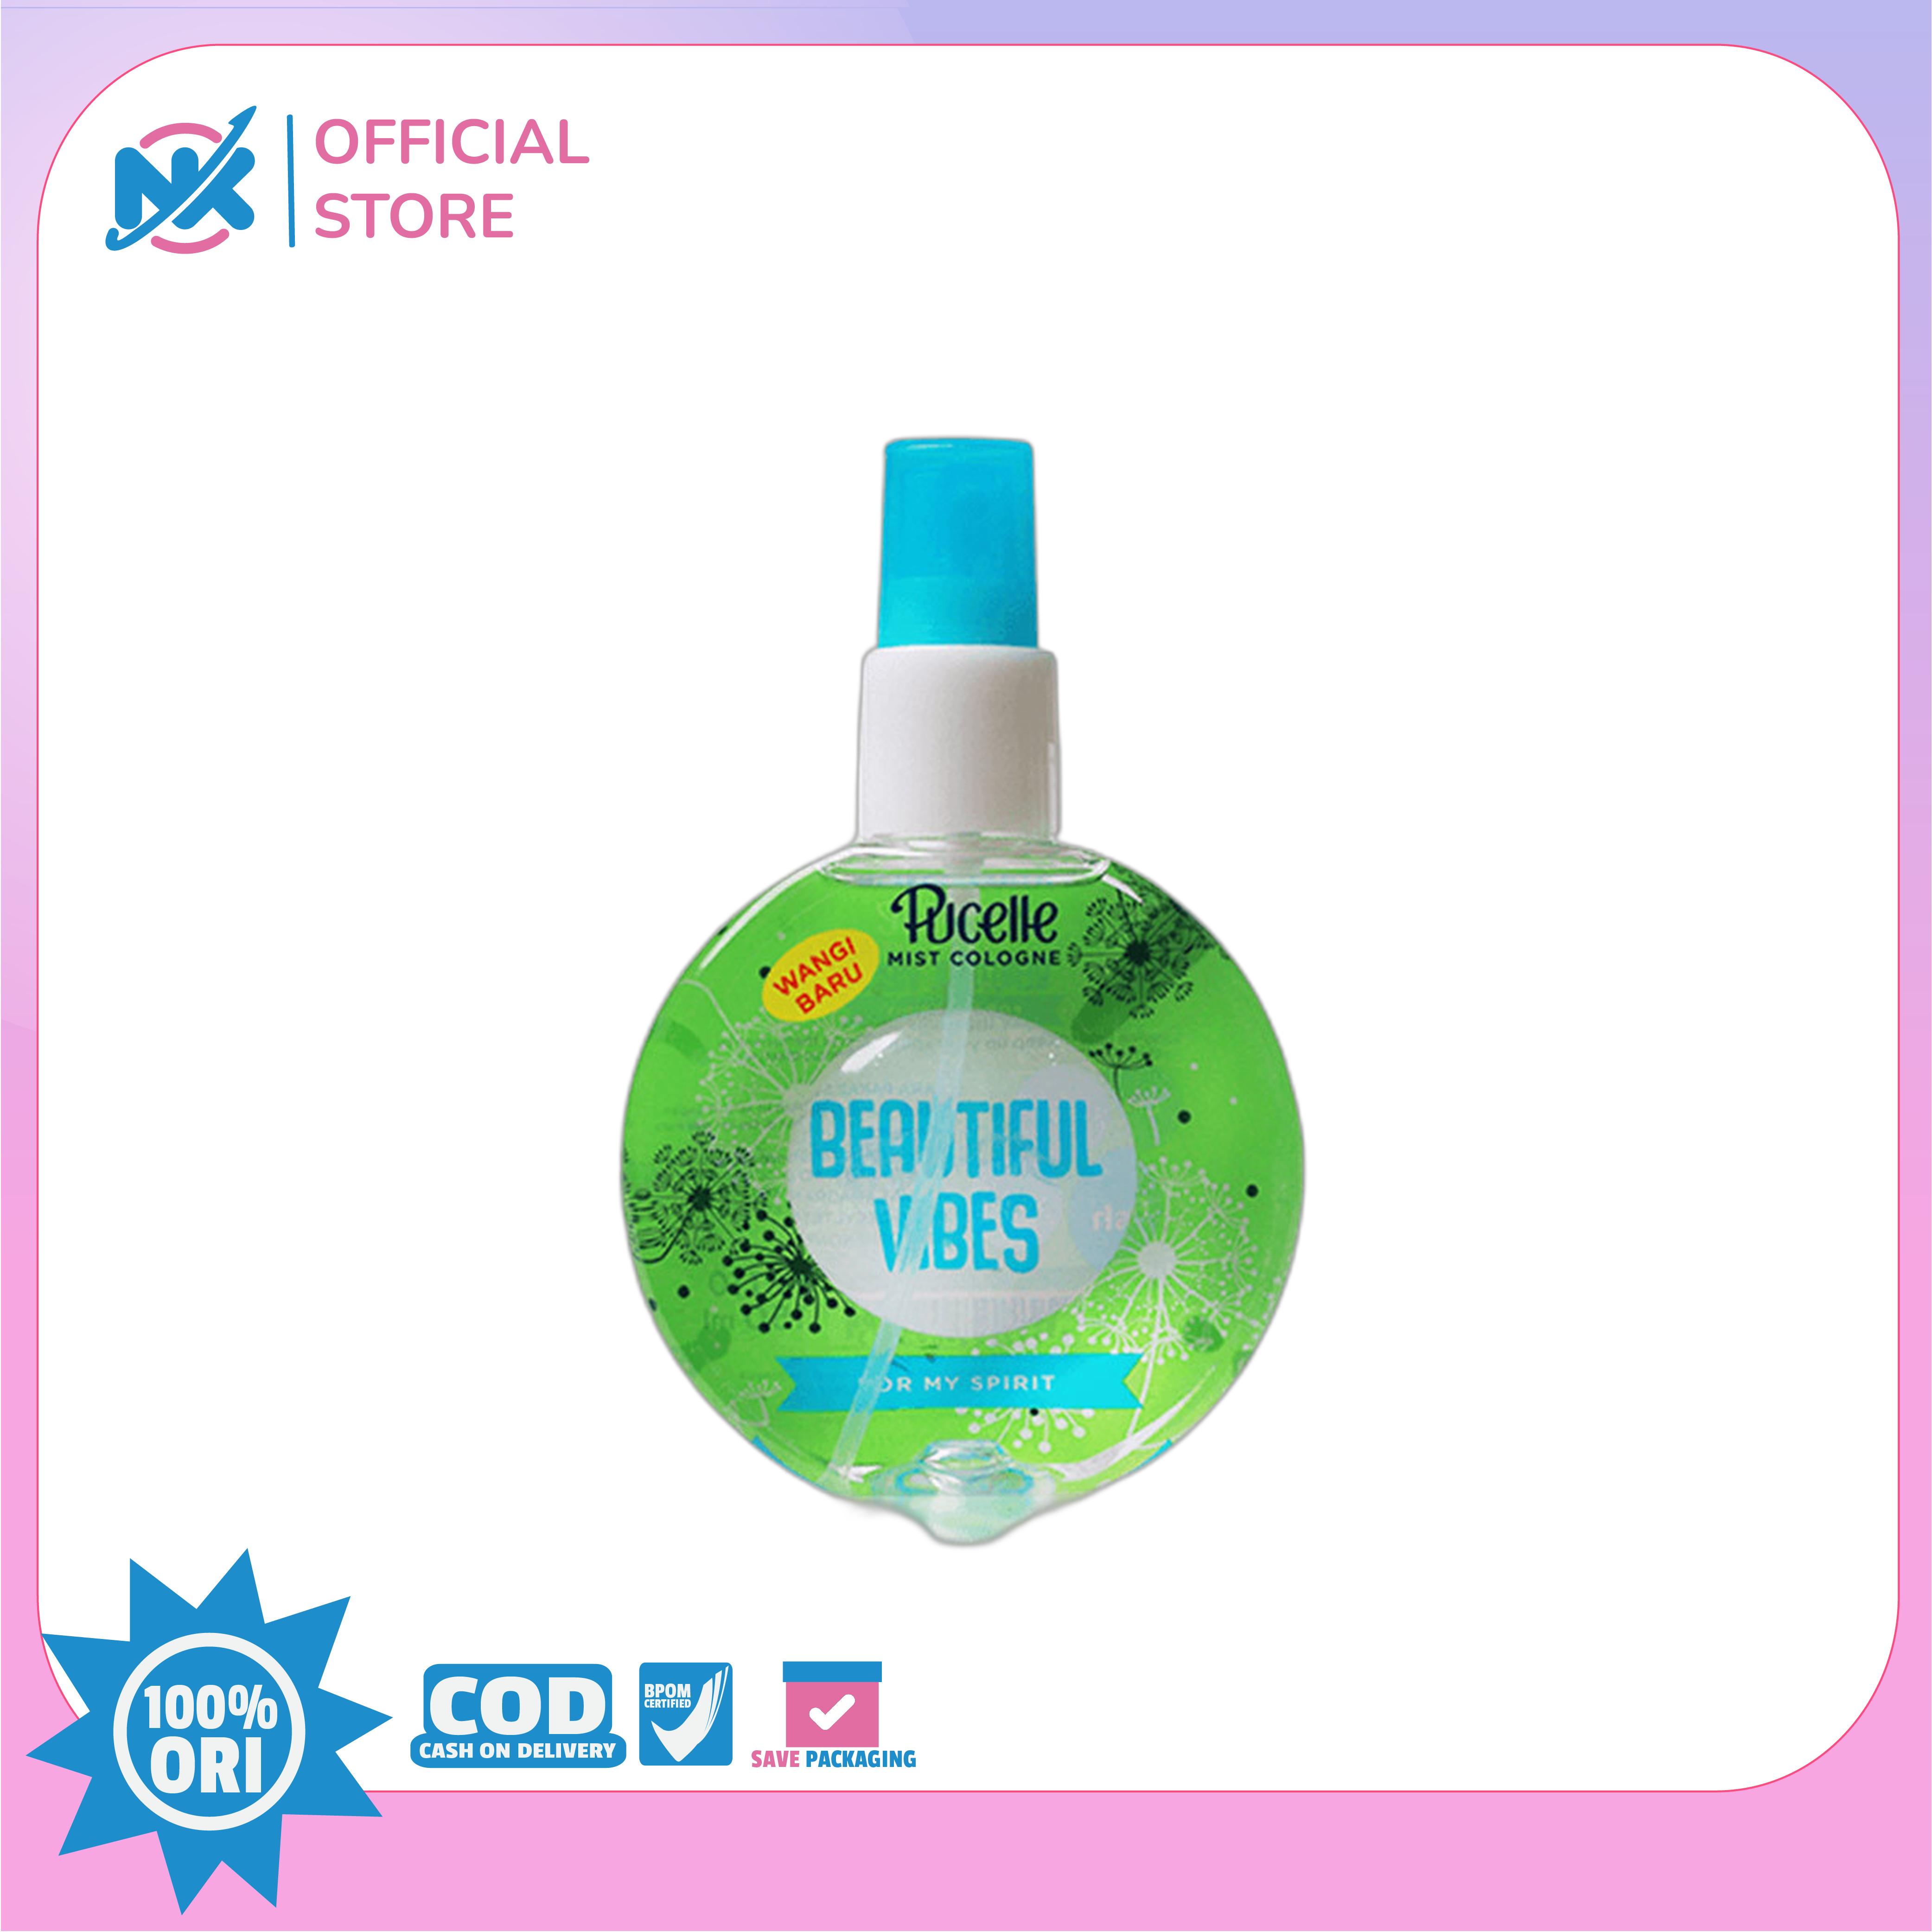 NK
OFFICIAL
STORE
Pucelle
MIST COLOGNE
WANGI
BARU
BEAUTIFUL
VIBES
FOR MY SPIRIT
100%
ORI
COD
CASH ON DELIVERY
BPOM
CERTIFIED
SAVE PACKAGING